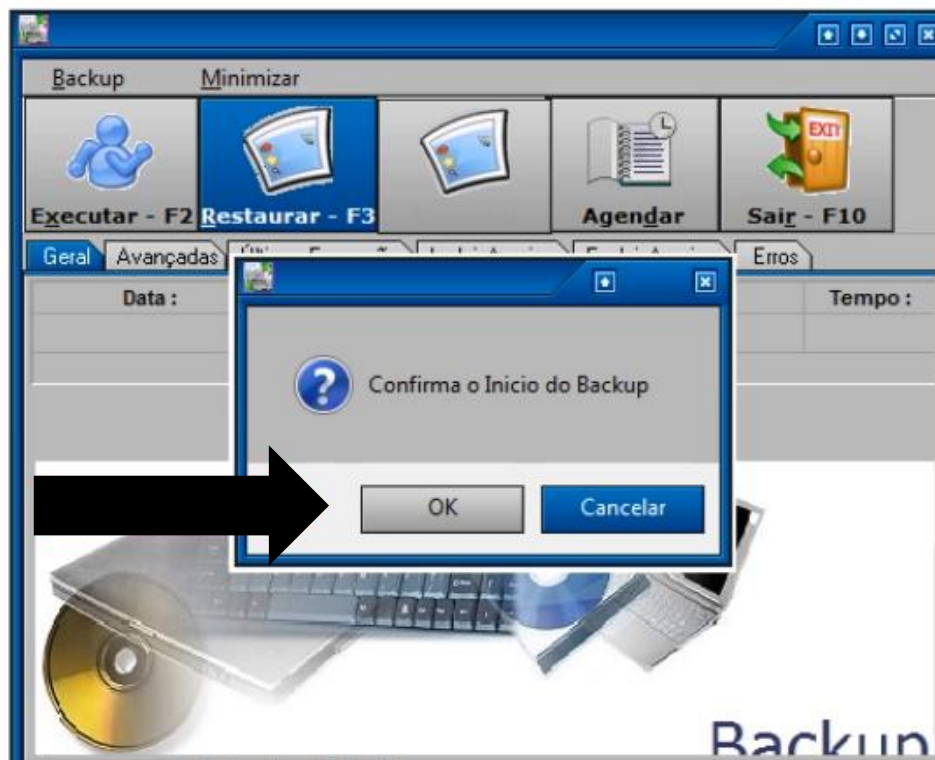 Backup Minimizar
EXIT
Executar - F2 Restaurar - F3 Agendar Sair - F10
Geral Avançadas Erros
Data : Tempo :
Confirma o Inicio do Backup
OK Cancelar
Backup